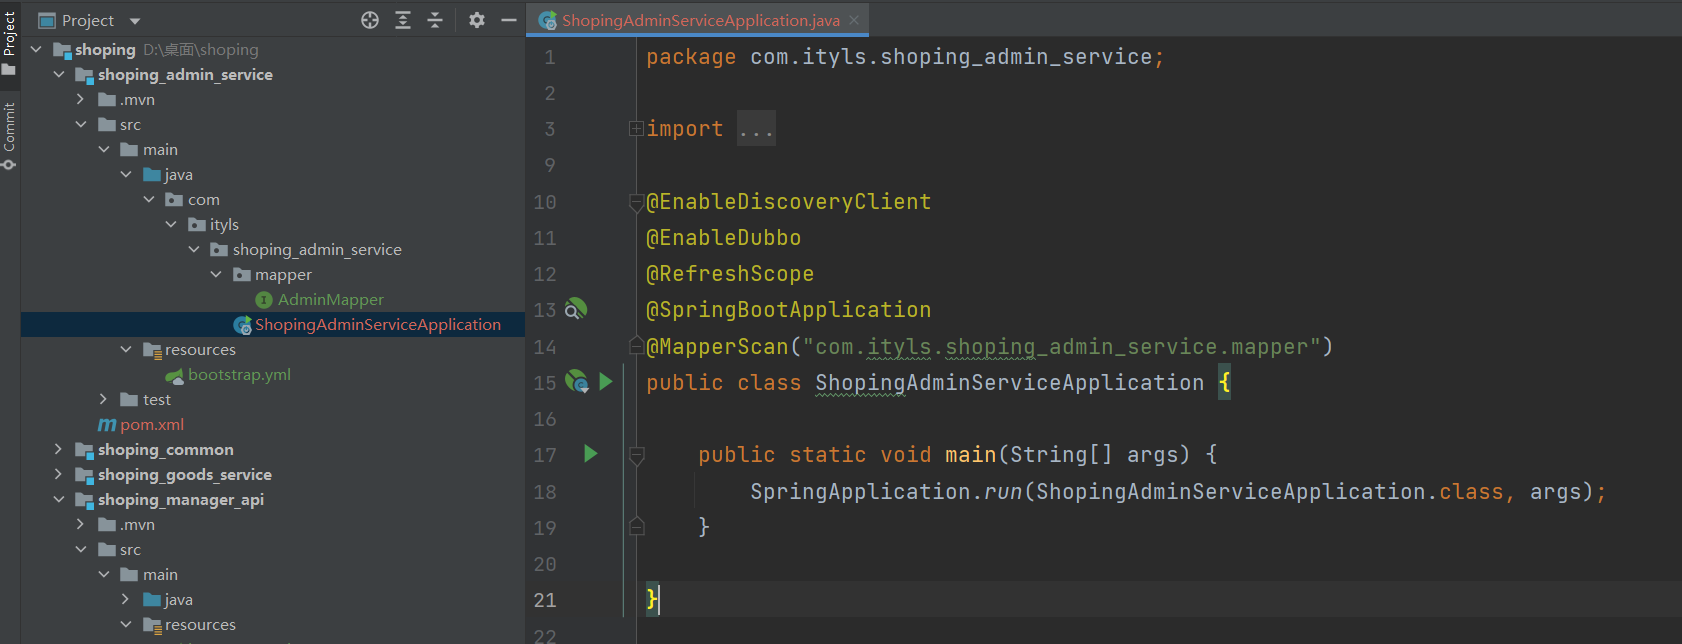 Project
Commit
Project
shoping D:\桌面\shoping
shoping_admin_service
.mvn
src
main
java
com
ityls
shoping_admin_service
mapper
AdminMapper
ShopingAdminServiceApplication
resources
bootstrap.yml
test
pom.xml
shoping_common
shoping_goods_service
shoping_manager_api
.mvn
src
main
java
resources
ShopingAdminServiceApplication.java
1 package com.ityls.shoping_admin_service;
2
3 import ...
9
10 @EnableDiscoveryClient
11 @EnableDubbo
12 @RefreshScope
13 @SpringBootApplication
14 @MapperScan("com.ityls.shoping_admin_service.mapper")
15 public class ShopingAdminServiceApplication {
16
17 public static void main(String[] args) {
18 SpringApplication.run(ShopingAdminServiceApplication.class, args);
19 }
20
21 }
22